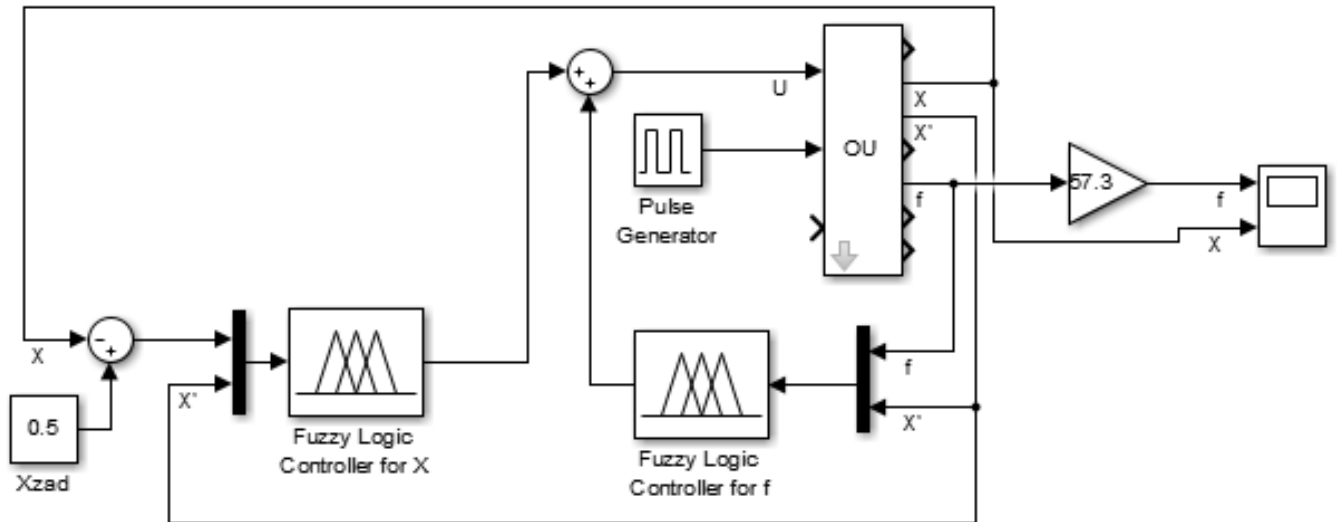 +
+
U
X
X"
OU
57.3
f
f
X
Pulse
Generator
X
-
+
X"
0.5
Xzad
Fuzzy Logic
Controller for X
Fuzzy Logic
Controller for f
f
X"